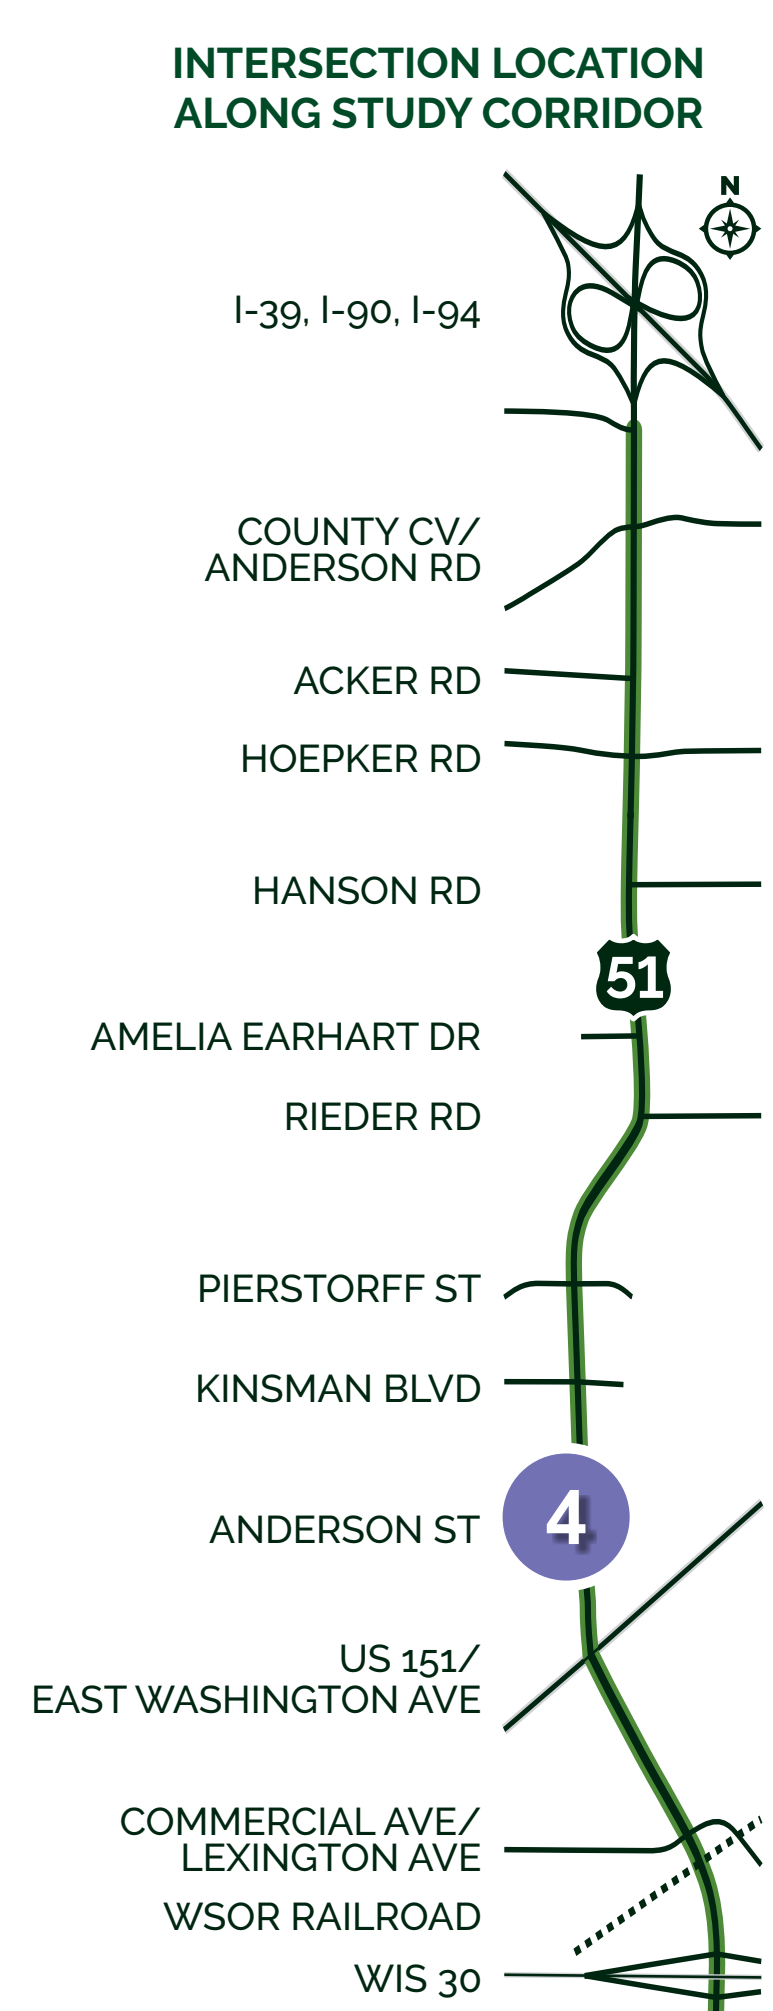 INTERSECTION LOCATION
ALONG STUDY CORRIDOR
N
I-39, I-90, I-94
COUNTY CV/
ANDERSON RD
ACKER RD
HOEPKER RD
HANSON RD
51
AMELIA EARHART DR
RIEDER RD
PIERSTORFF ST
KINSMAN BLVD
ANDERSON ST
4
US 151/
EAST WASHINGTON AVE
COMMERCIAL AVE/
LEXINGTON AVE
WSOR RAILROAD
WIS 30